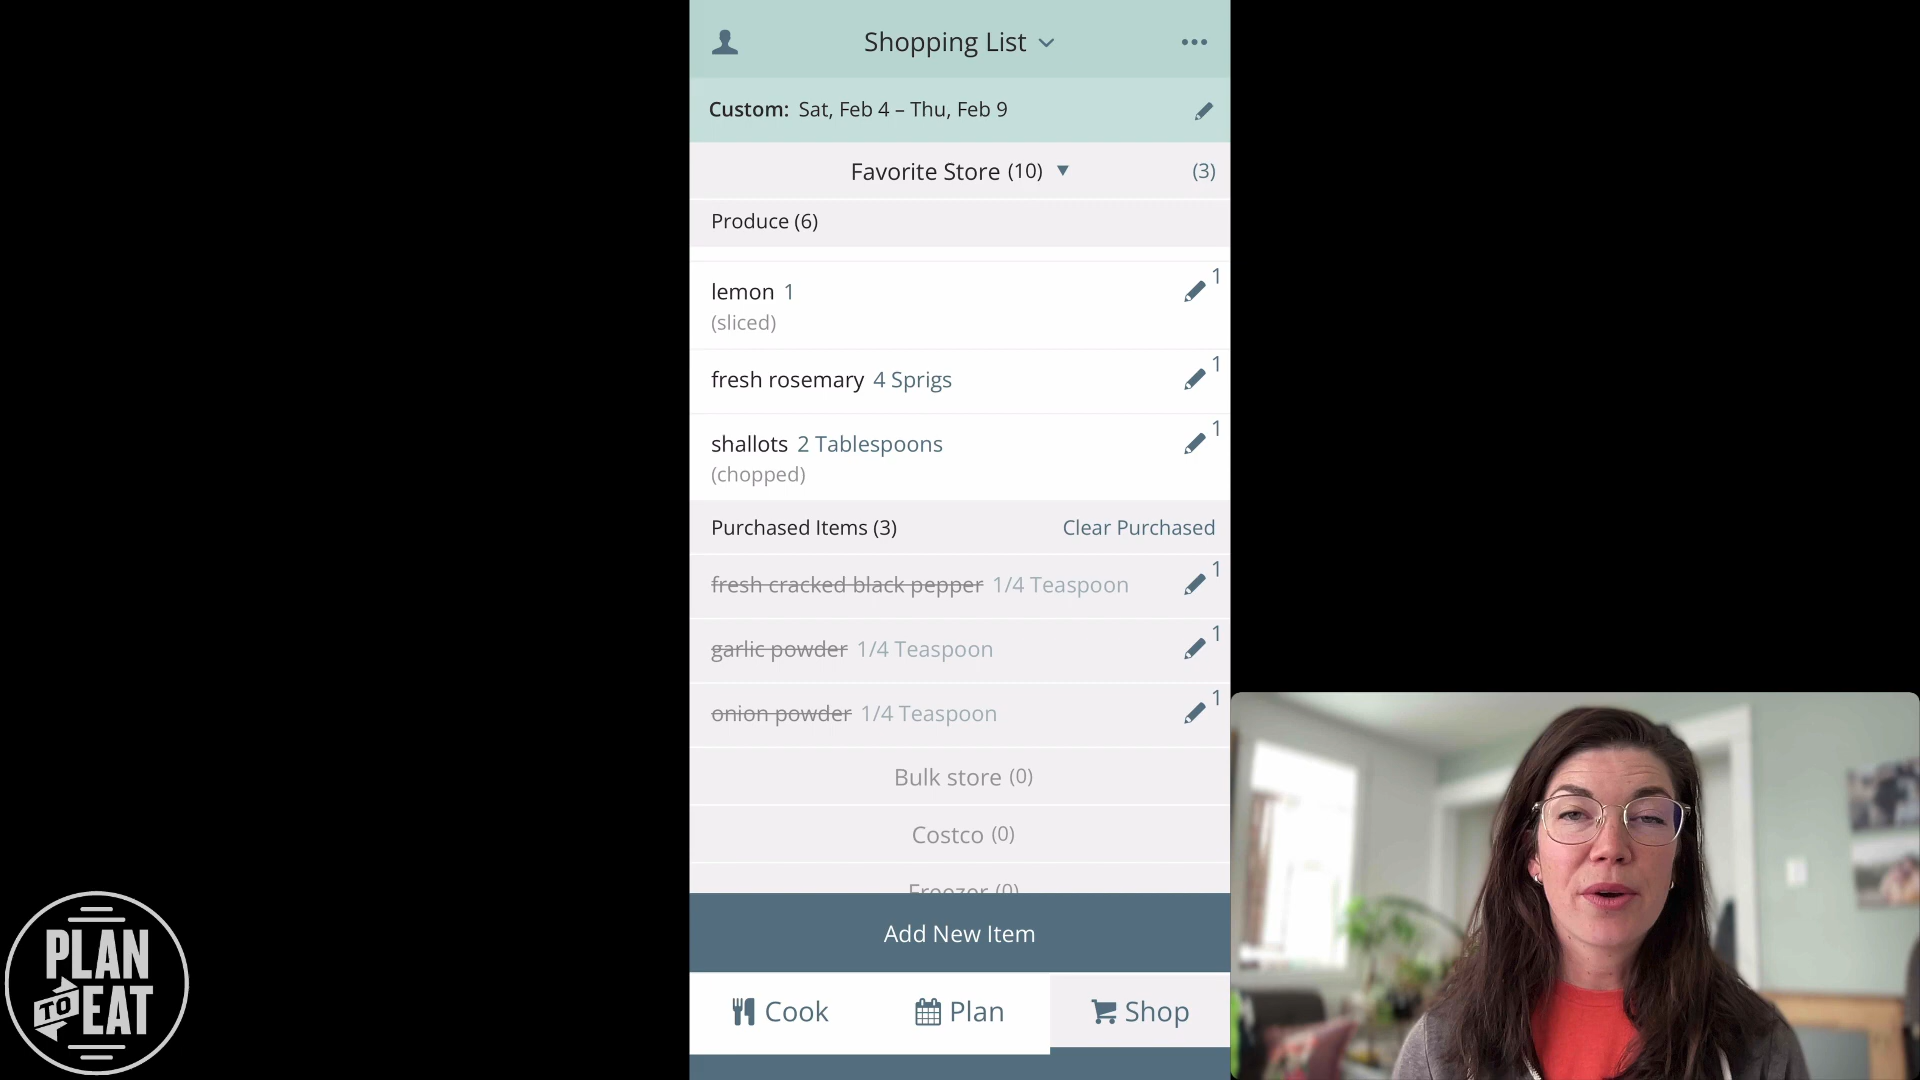 Shopping List
Custom: Sat, Feb 4 – Thu, Feb 9
Favorite Store (10) ▼ (3)
Produce (6)
lemon 1 1
(sliced)
fresh rosemary 4 Sprigs 1
shallots 2 Tablespoons 1
(chopped)
Purchased Items (3) Clear Purchased
fresh cracked black pepper 1/4 Teaspoon 1
garlic powder 1/4 Teaspoon 1
onion powder 1/4 Teaspoon 1
Bulk store (0)
Costco (0)
Freezer (0)
Add New Item
Cook Plan Shop
PLAN
TO
EAT